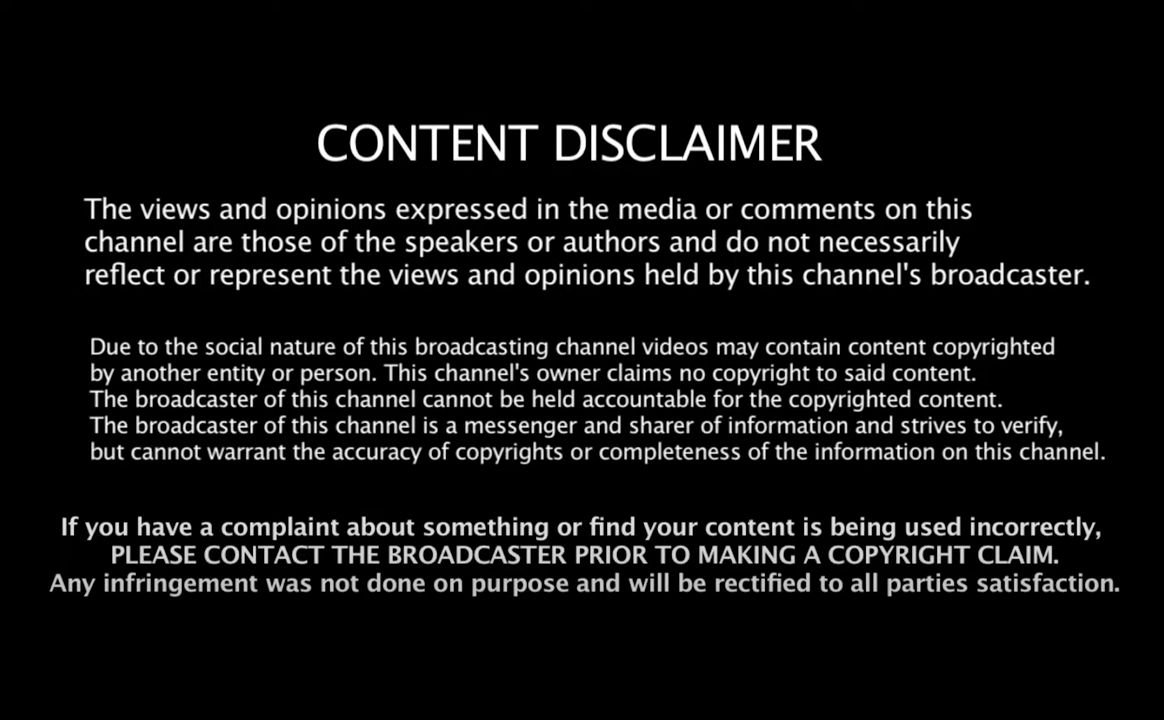 CONTENT DISCLAIMER
The views and opinions expressed in the media or comments on this
channel are those of the speakers or authors and do not necessarily
reflect or represent the views and opinions held by this channel's broadcaster.
Due to the social nature of this broadcasting channel videos may contain content copyrighted
by another entity or person. This channel's owner claims no copyright to said content.
The broadcaster of this channel cannot be held accountable for the copyrighted content.
The broadcaster of this channel is a messenger and sharer of information and strives to verify,
but cannot warrant the accuracy of copyrights or completeness of the information on this channel.
If you have a complaint about something or find your content is being used incorrectly,
PLEASE CONTACT THE BROADCASTER PRIOR TO MAKING A COPYRIGHT CLAIM.
Any infringement was not done on purpose and will be rectified to all parties satisfaction.